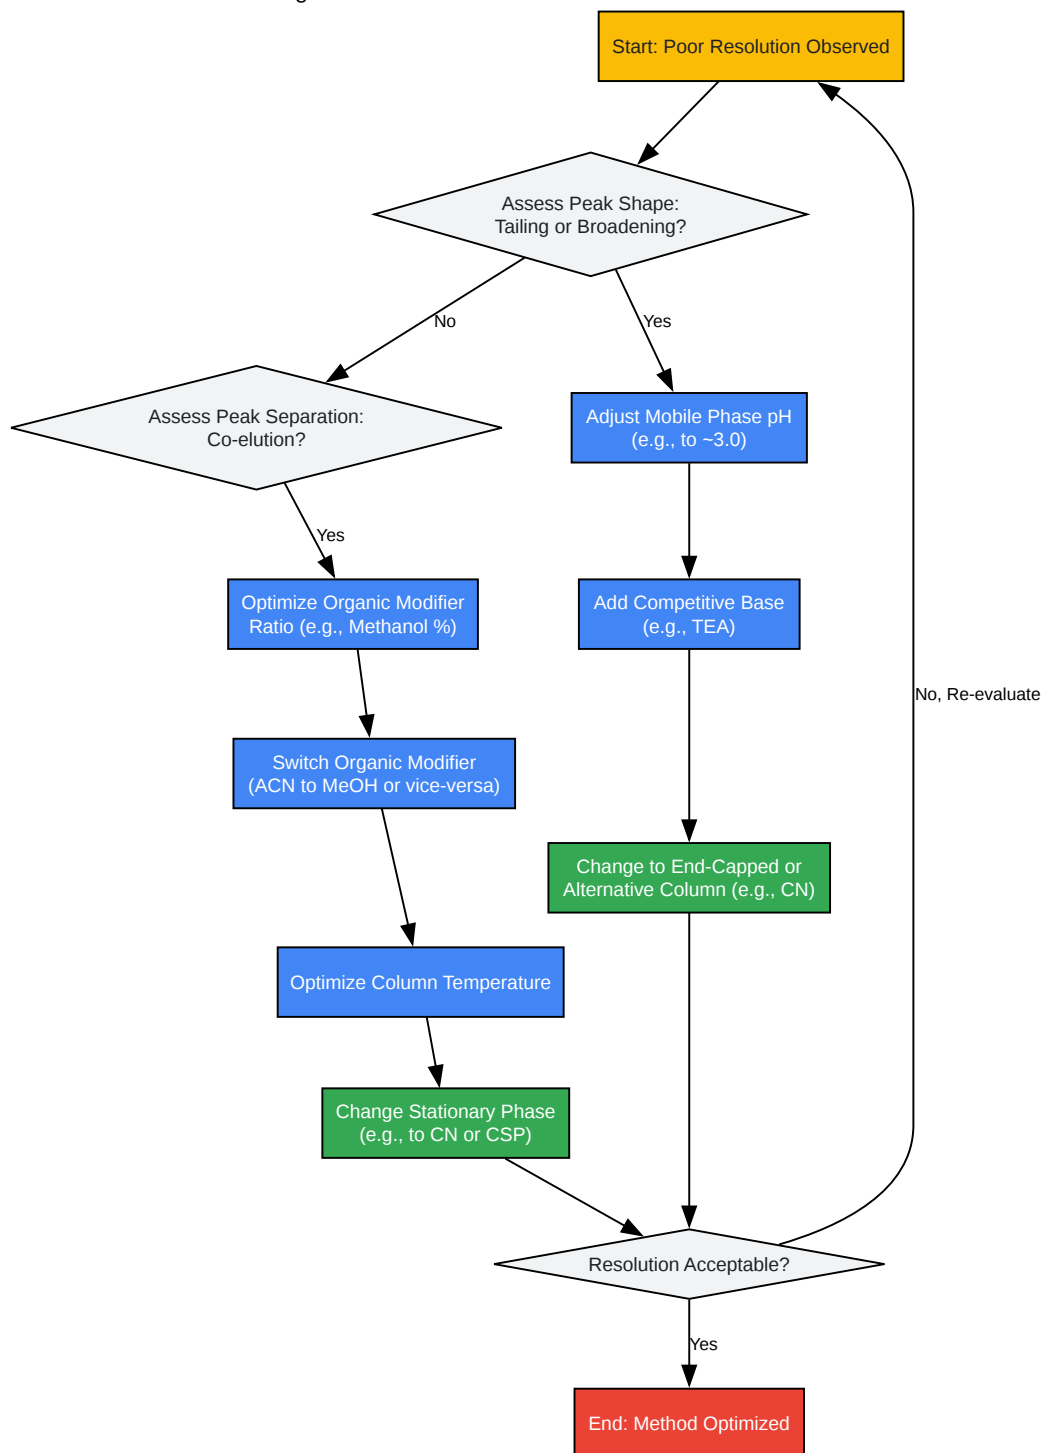 Start: Poor Resolution Observed
Assess Peak Shape:
Tailing or Broadening?
No
Yes
Assess Peak Separation:
Co-elution?
Adjust Mobile Phase pH
(e.g., to ~3.0)
Yes
Optimize Organic Modifier
Ratio (e.g., Methanol %)
Add Competitive Base
(e.g., TEA)
No, Re-evaluate
Switch Organic Modifier
(ACN to MeOH or vice-versa)
Change to End-Capped or
Alternative Column (e.g., CN)
Optimize Column Temperature
Change Stationary Phase
(e.g., to CN or CSP)
Resolution Acceptable?
Yes
End: Method Optimized